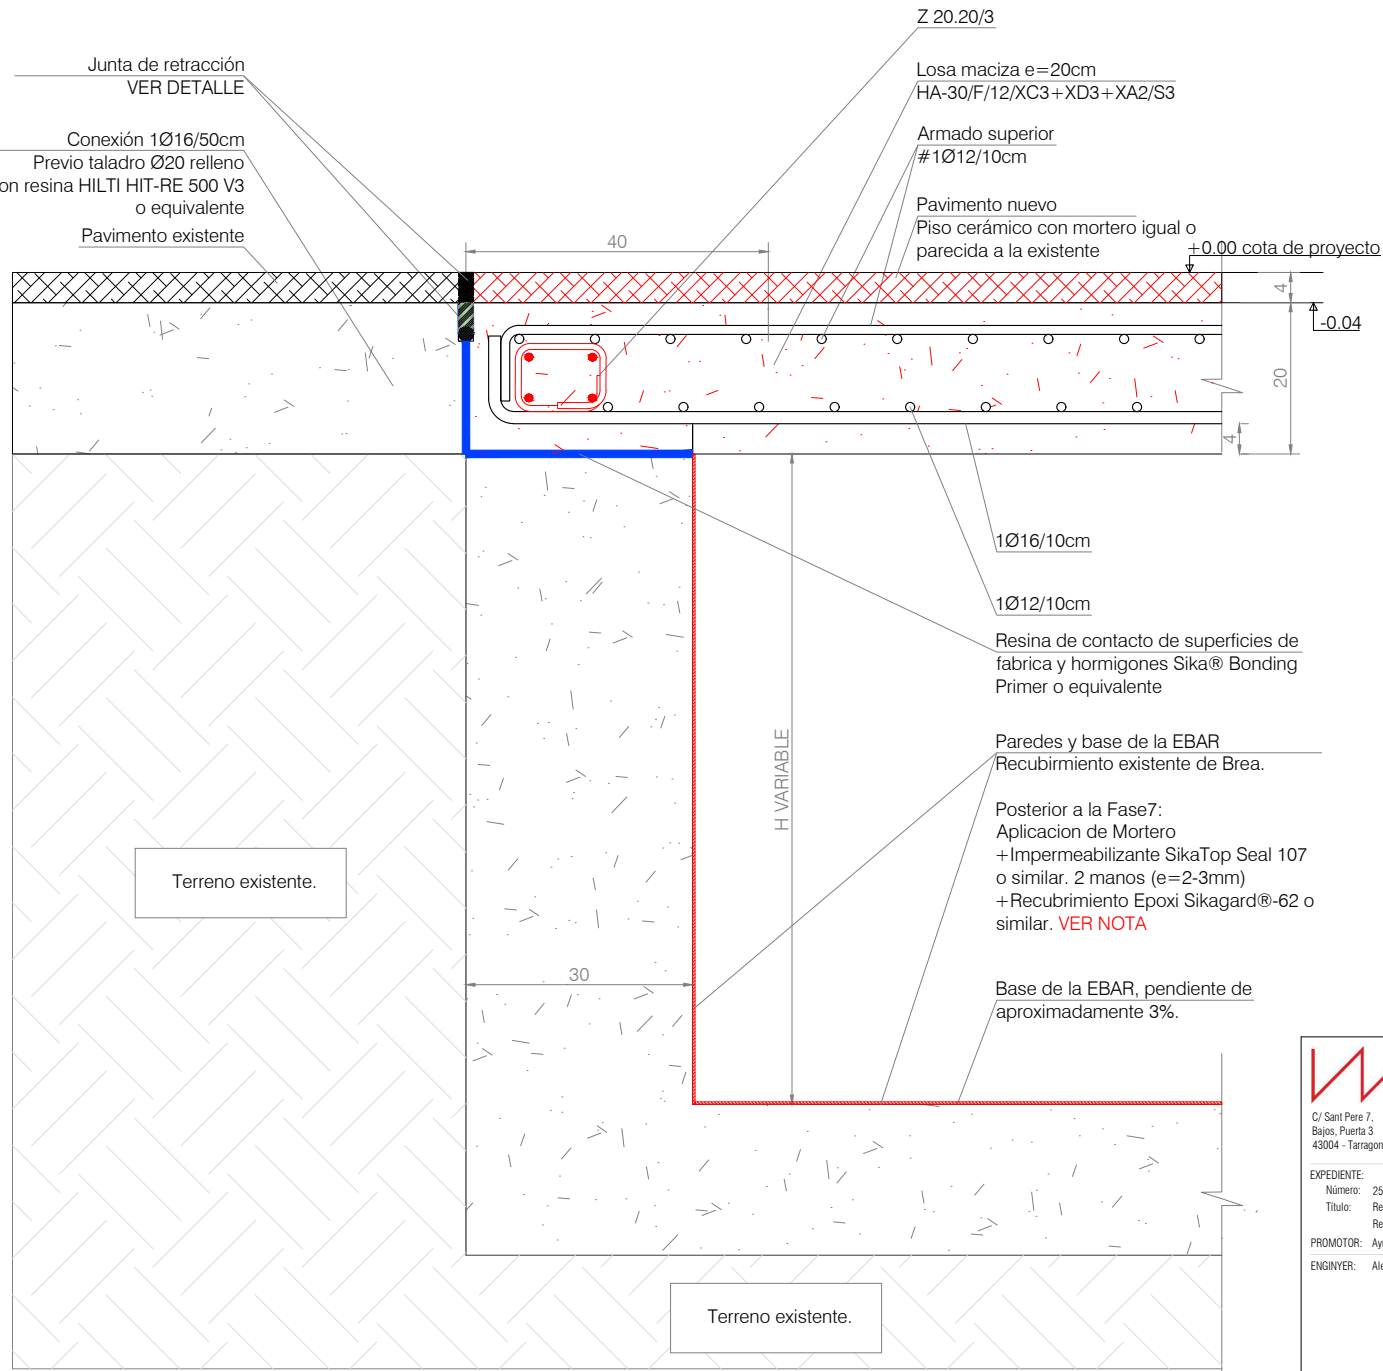 Z 20.20/3
Junta de retracción
VER DETALLE
Losa maciza e=20cm
HA-30/F/12/XC3+XD3+XA2/S3
Conexión 1Ø16/50cm
Previo taladro Ø20 relleno
on resina HILTI HIT-RE 500 V3
o equivalente
Armado superior
#1Ø12/10cm
Pavimento existente
Pavimento nuevo
Piso cerámico con mortero igual o
parecida a la existente
+0.00 cota de proyecto
40
4
-0.04
20
4
1Ø16/10cm
1Ø12/10cm
Resina de contacto de superficies de
fabrica y hormigones Sika® Bonding
Primer o equivalente
H VARIABLE
Paredes y base de la EBAR
Recubirmiento existente de Brea.
Posterior a la Fase7:
Aplicacion de Mortero
+Impermeabilizante SikaTop Seal 107
o similar. 2 manos (e=2-3mm)
+Recubrimiento Epoxi Sikagard®-62 o
similar. VER NOTA
Terreno existente.
30
Base de la EBAR, pendiente de
aproximadamente 3%.
Terreno existente.
C/ Sant Pere 7,
Bajos, Puerta 3
43004 - Tarragon
EXPEDIENTE:
Número: 25
Titulo: Re
Re
PROMOTOR: Ay
ENGINYER: Ale